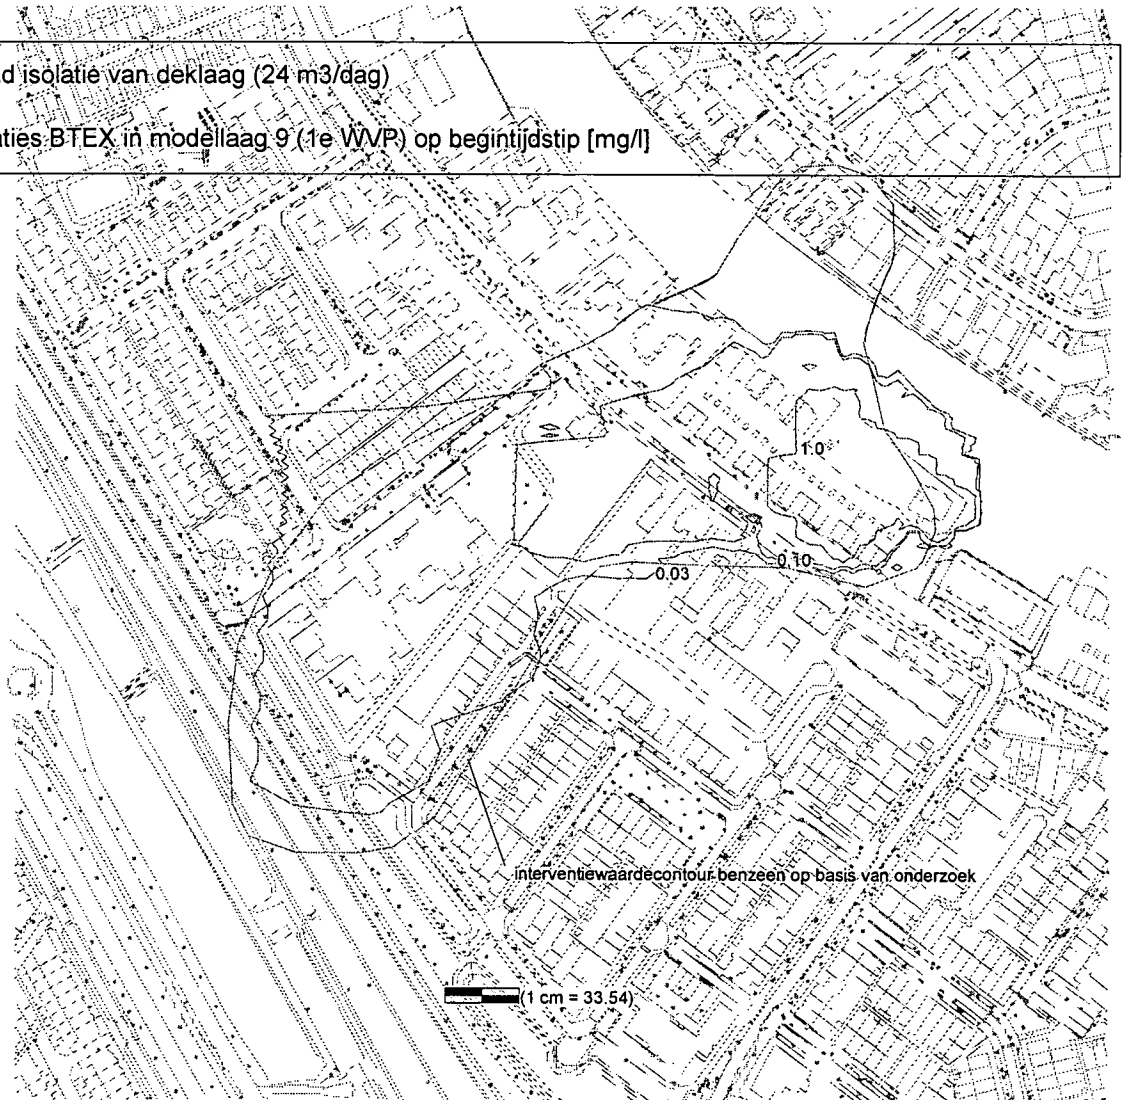 d isolatie van deklaag (24 m3/dag)
aties BTEX in modellaag 9 (1e WVP) op begintijdstip [mg/l]
1.0
0.10
0.03
interventiewaardecontour benzeen op basis van onderzoek
(1 cm = 33.54)